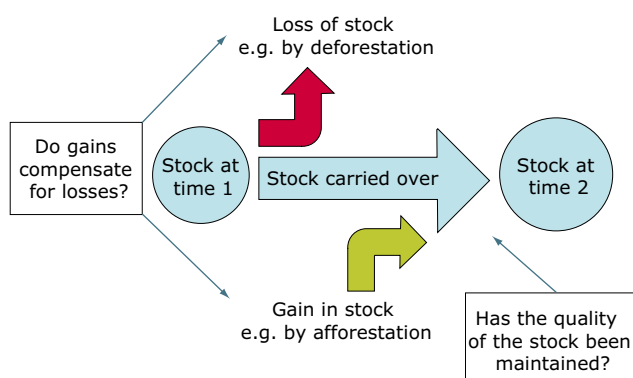 Loss of stock
e.g. by deforestation
Do gains
compensate
for losses?
Stock at
time 1
Stock carried over
Stock at
time 2
Gain in stock
e.g. by afforestation
Has the quality
of the stock been
maintained?